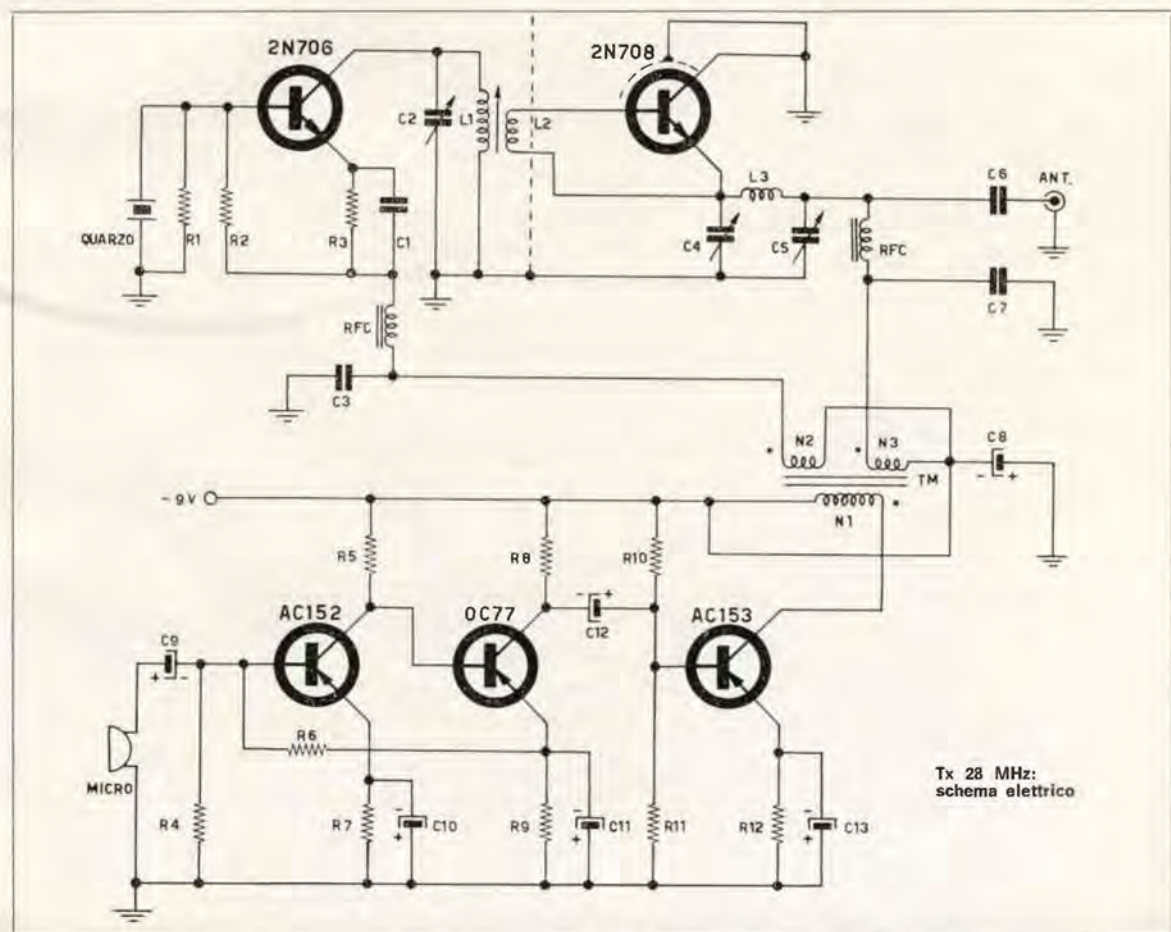 2N706
2N708
C2
L1
L2
L3
C6
ANT.
QUARZO
R1
R2
R3
C1
C4
C5
RFC
C7
RFC
C3
N2
N3
C8
- +
TM
-9V
N1
R5
R8
R10
AC152
OC77
C12
- +
AC153
C9
+ -
R6
MICRO
R4
R7
-
+
C10
R9
-
+
C11
R11
R12
-
+
C13
Tx 28 MHz:
schema elettrico